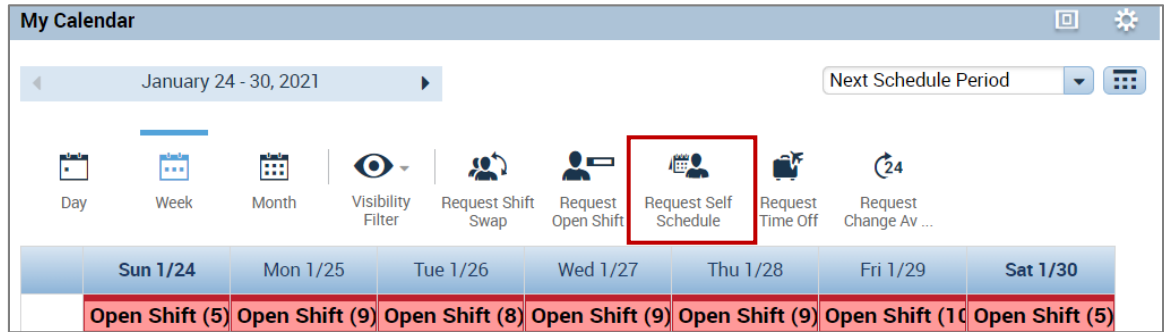 My Calendar
January 24 - 30, 2021
Next Schedule Period
Day
Week
Month
Visibility
Filter
Request Shift
Swap
Request
Open Shift
Request Self
Schedule
Request
Time Off
24
Request
Change Av ...
Sun 1/24
Mon 1/25
Tue 1/26
Wed 1/27
Thu 1/28
Fri 1/29
Sat 1/30
Open Shift (5)
Open Shift (9)
Open Shift (8)
Open Shift (9)
Open Shift (9)
Open Shift (10
Open Shift (5)